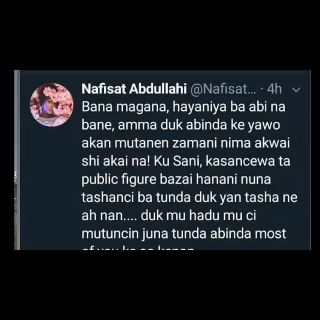 Nafisat Abdullahi @Nafisat... · 4h
Bana magana, hayaniya ba abi na
bane, amma duk abinda ke yawo
akan mutanen zamani nima akwai
shi akai na! Ku Sani, kasancewa ta
public figure bazai hanani nuna
tashanci ba tunda duk yan tasha ne
ah nan.... duk mu hadu mu ci
mutuncin juna tunda abinda most